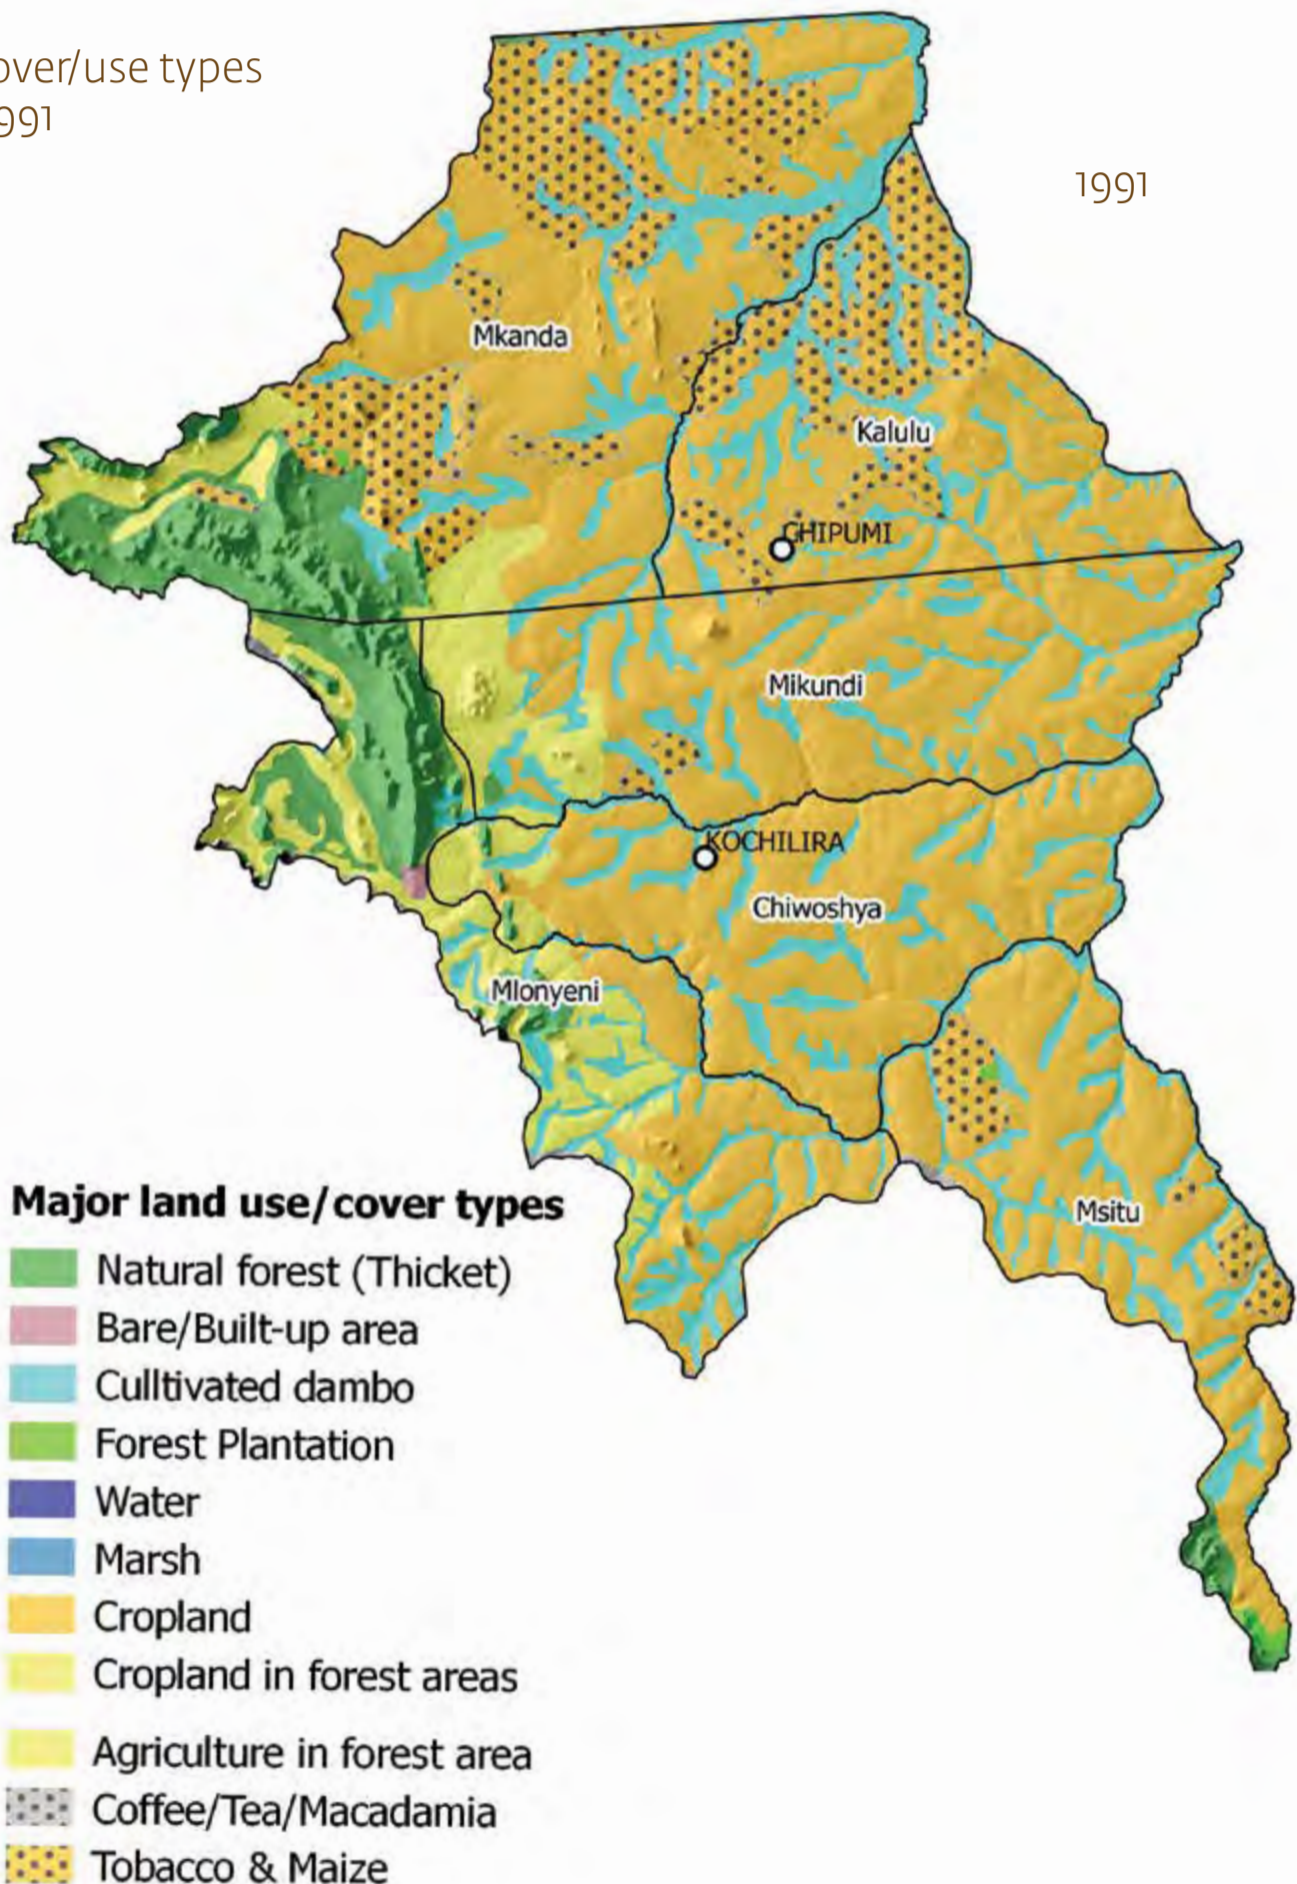 over/use types
991
1991
Mkanda
Kalulu
CHIPUMI
Mikundi
KOCHILIRA
Chiwoshya
Mlonyeni
Msitu
Major land use/cover types
Natural forest (Thicket)
Bare/Built-up area
Culltivated dambo
Forest Plantation
Water
Marsh
Cropland
Cropland in forest areas
Agriculture in forest area
Coffee/Tea/Macadamia
Tobacco & Maize